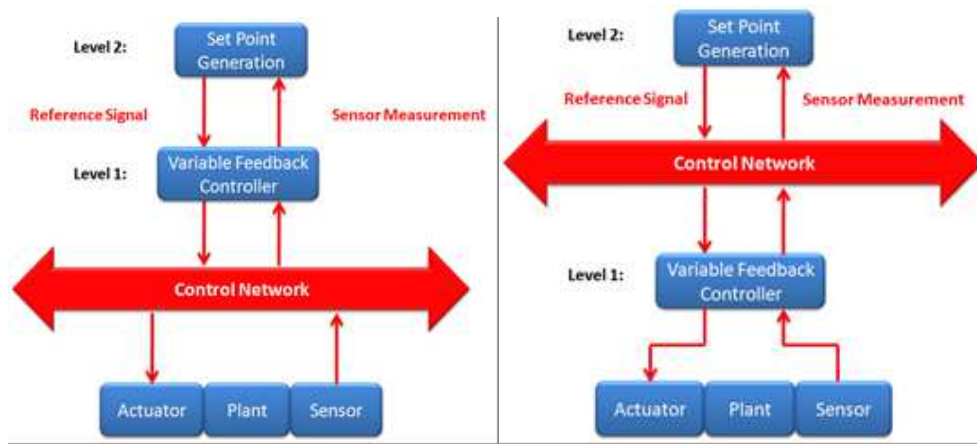 Level 2:
Set Point
Generation
Reference Signal
Sensor Measurement
Level 1:
Variable Feedback
Controller
Control Network
Actuator
Plant
Sensor
Level 2:
Set Point
Generation
Reference Signal
Sensor Measurement
Control Network
Level 1:
Variable Feedback
Controller
Actuator
Plant
Sensor